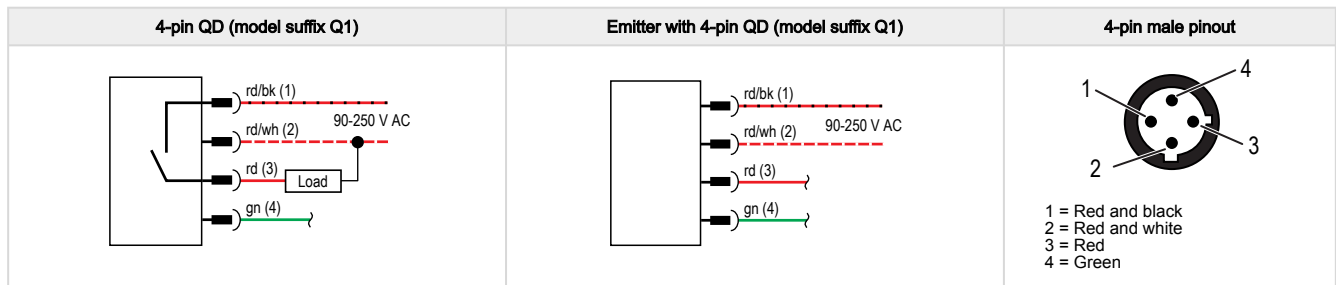 4-pin QD (model suffix Q1)
Emitter with 4-pin QD (model suffix Q1)
4-pin male pinout
rd/bk (1)
90-250 V AC
rd/wh (2)
rd (3)
Load
gn (4)
rd/bk (1)
90-250 V AC
rd/wh (2)
rd (3)
gn (4)
4
1
3
2
1 = Red and black
2 = Red and white
3 = Red
4 = Green